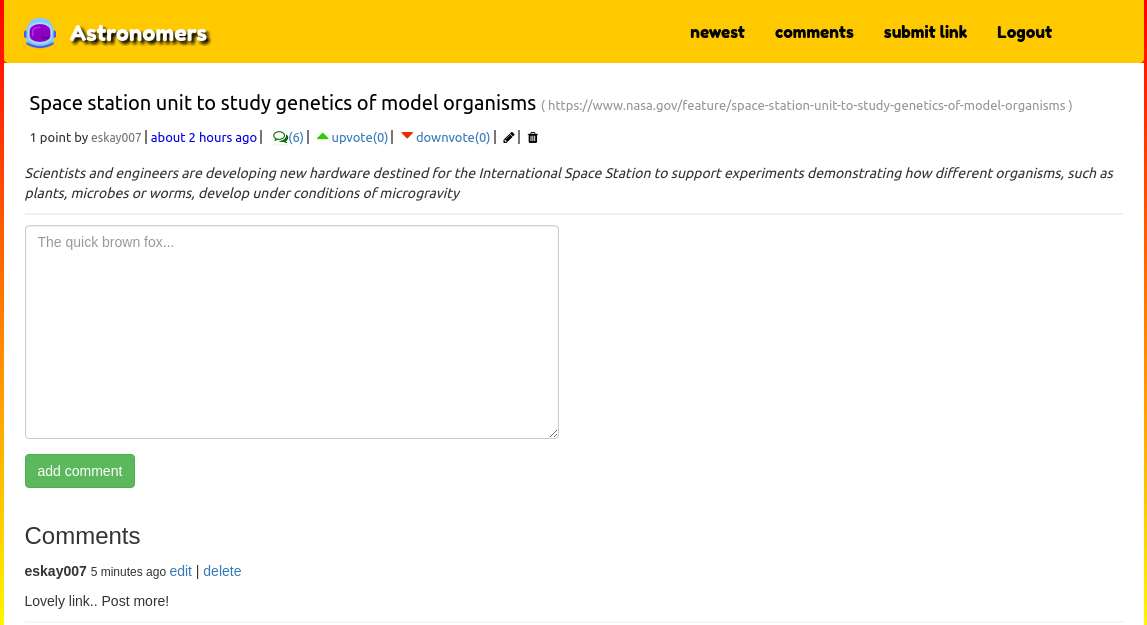 Astronomers newest comments submit link Logout
Space station unit to study genetics of model organisms ( https://www.nasa.gov/feature/space-station-unit-to-study-genetics-of-model-organisms )
1 point by eskay007 | about 2 hours ago | (6) | upvote(0) | downvote(0) | |
Scientists and engineers are developing new hardware destined for the International Space Station to support experiments demonstrating how different organisms, such as
plants, microbes or worms, develop under conditions of microgravity
The quick brown fox...
add comment
Comments
eskay007 5 minutes ago edit | delete
Lovely link.. Post more!